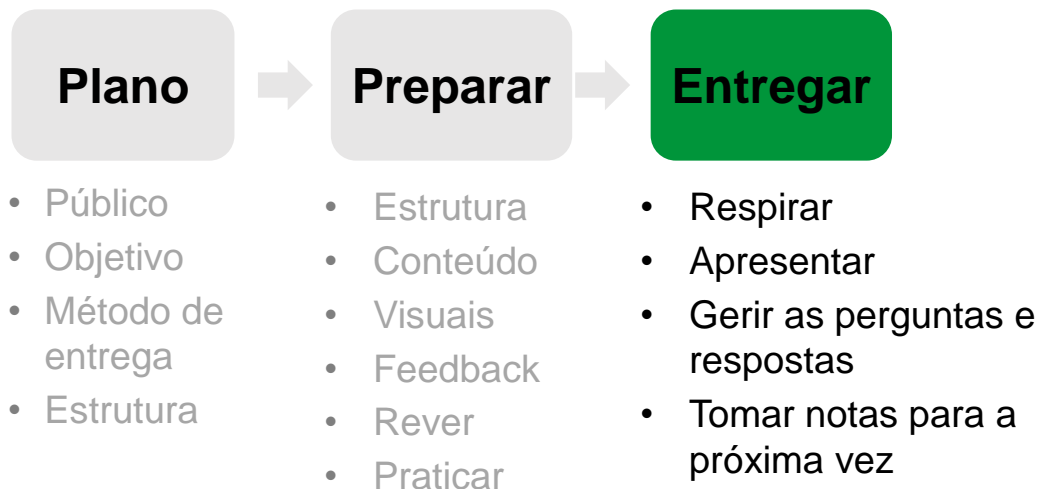 Plano
Preparar
Entregar
• Público
• Objetivo
• Método de
entrega
• Estrutura
• Estrutura
• Conteúdo
• Visuais
• Feedback
• Rever
• Praticar
• Respirar
• Apresentar
• Gerir as perguntas e
respostas
• Tomar notas para a
próxima vez